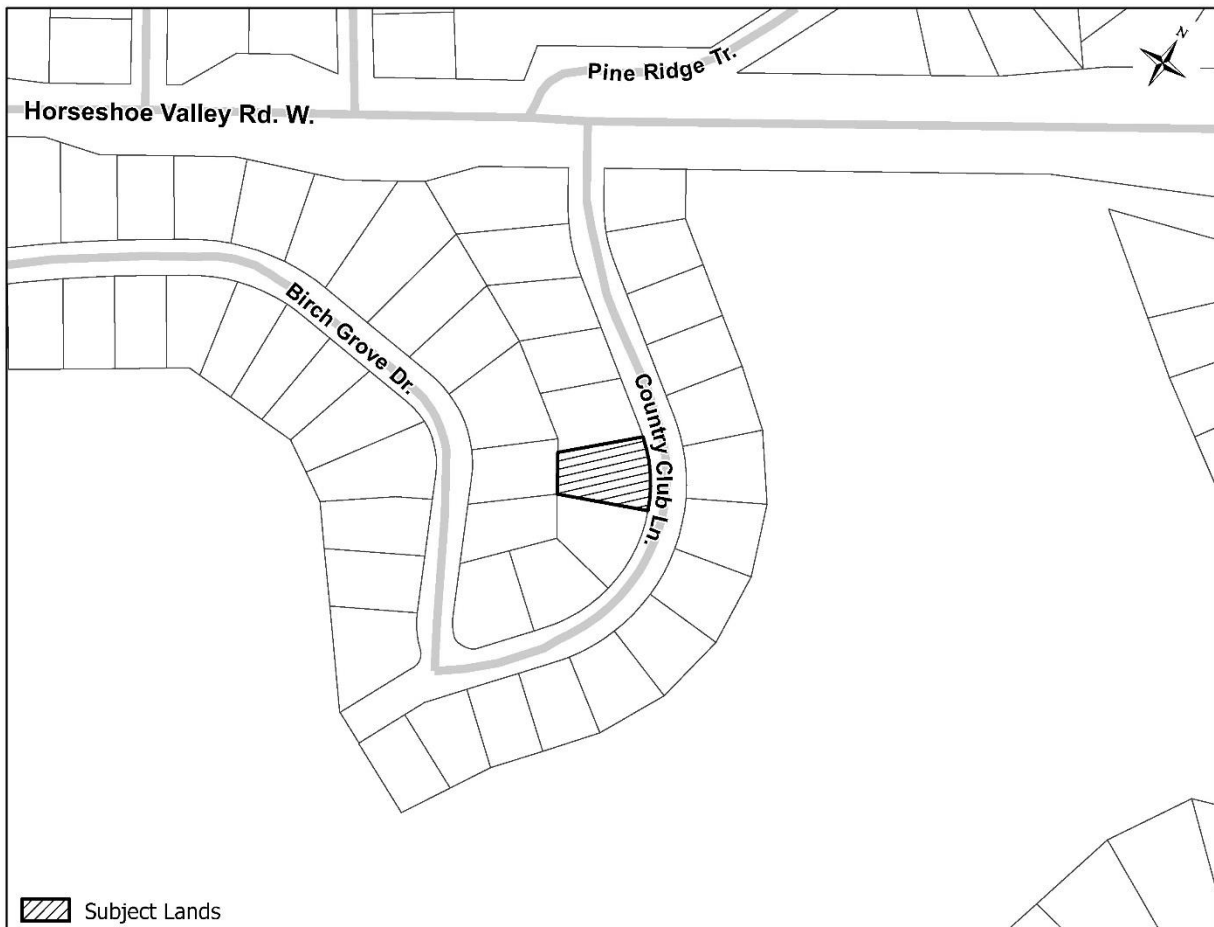 N
Pine Ridge Tr.
Horseshoe Valley Rd. W.
Birch Grove Dr.
Country Club Ln.
Subject Lands